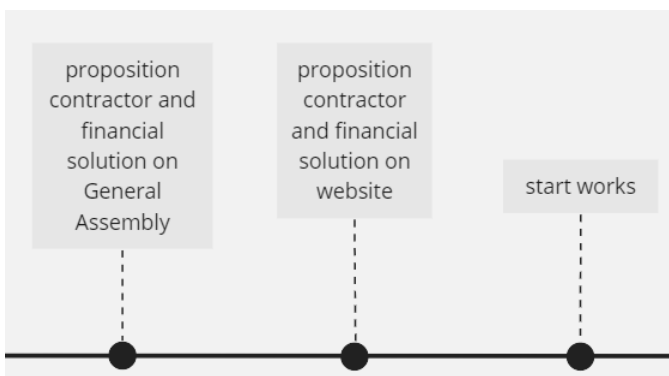 proposition
contractor and
financial
solution on
General
Assembly
proposition
contractor
and financial
solution on
website
start works